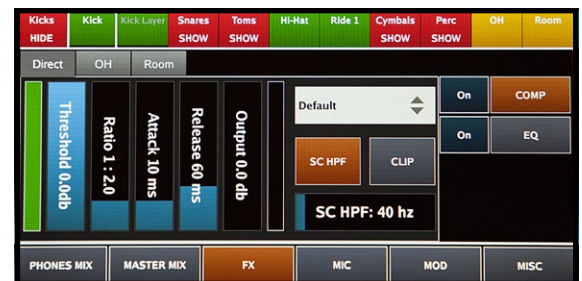 Kicks Kick Kick Layer Snares Toms Hi-Hat Ride 1 Cymbals Perc OH Room
HIDE SHOW SHOW SHOW SHOW
Direct OH Room
Threshold 0.0db
Ratio 1 : 2.0
Attack 10 ms
Release 60 ms
Output 0.0 db
Default
On COMP
On EQ
SC HPF CLIP
SC HPF: 40 hz
PHONES MIX MASTER MIX FX MIC MOD MISC